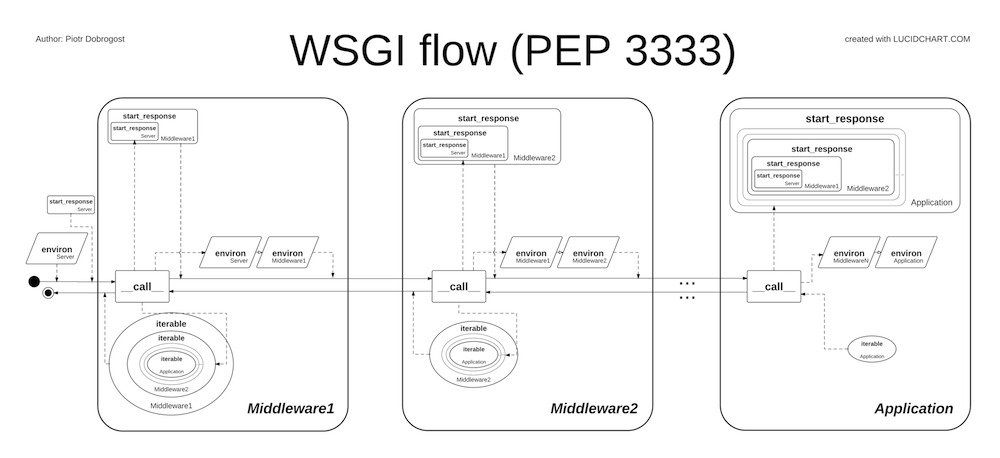 Author: Piotr Dobrogost
WSGI flow (PEP 3333)
created with LUCIDCHART.COM
start_response
Server
environ
Server
start_response
start_response
Server
Middleware1
environ
Server
environ
Middleware1
__call__
iterable
iterable
iterable
Application
Middleware2
Middleware1
Middleware1
start_response
start_response
start_response
Server
Middleware1
Middleware2
environ
Middleware1
environ
Middleware2
__call__
iterable
iterable
Application
Middleware2
Middleware2
...
...
start_response
start_response
start_response
start_response
Server
Middleware1
Middleware2
...
Application
environ
MiddlewareN
environ
Application
__call__
iterable
Application
Application